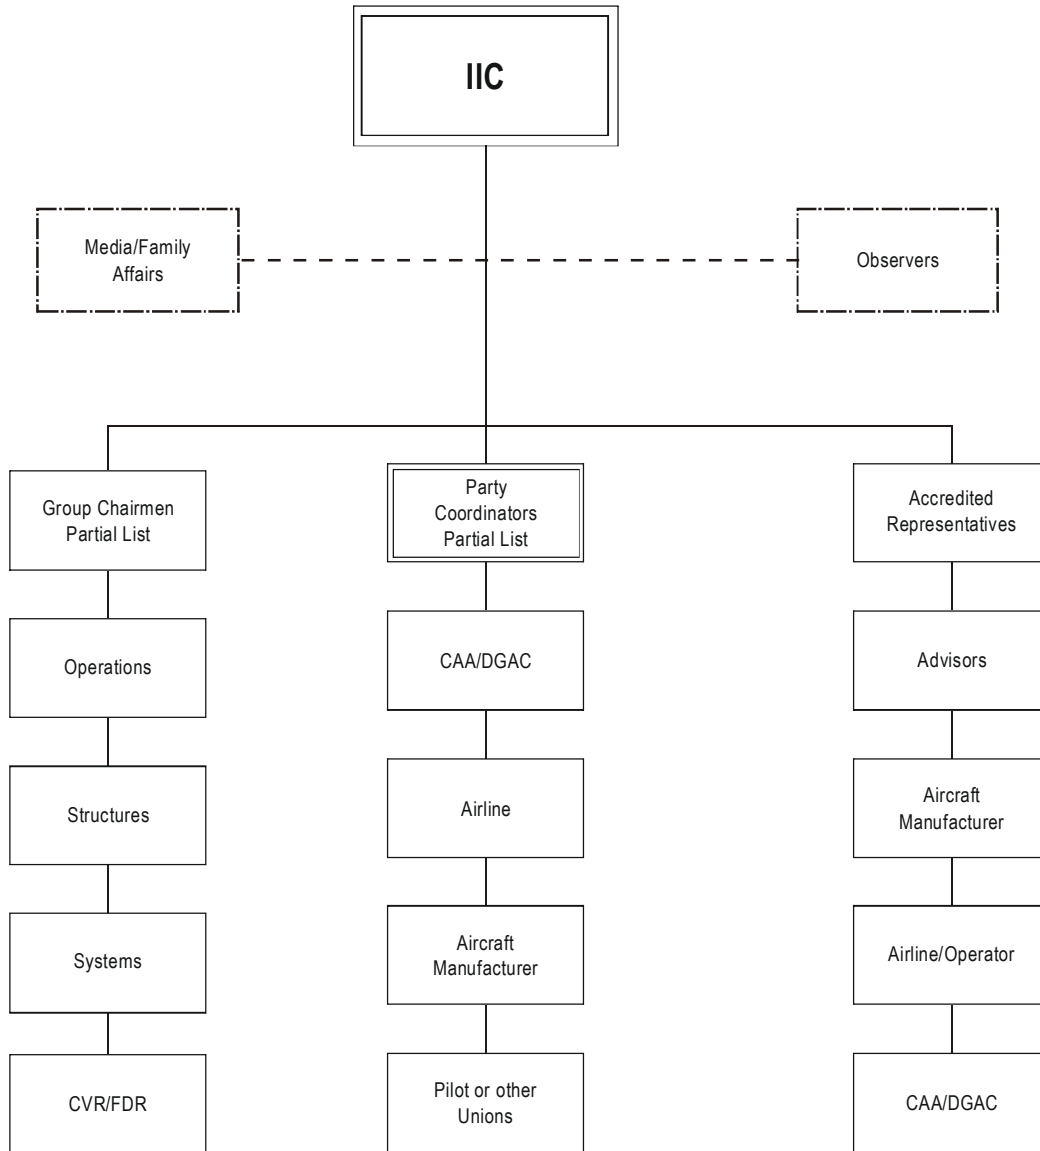 IIC
Media/Family
Affairs
Observers
Group Chairmen
Partial List
Party
Coordinators
Partial List
Accredited
Representatives
Operations
CAA/DGAC
Advisors
Structures
Airline
Aircraft
Manufacturer
Systems
Aircraft
Manufacturer
Airline/Operator
CVR/FDR
Pilot or other
Unions
CAA/DGAC